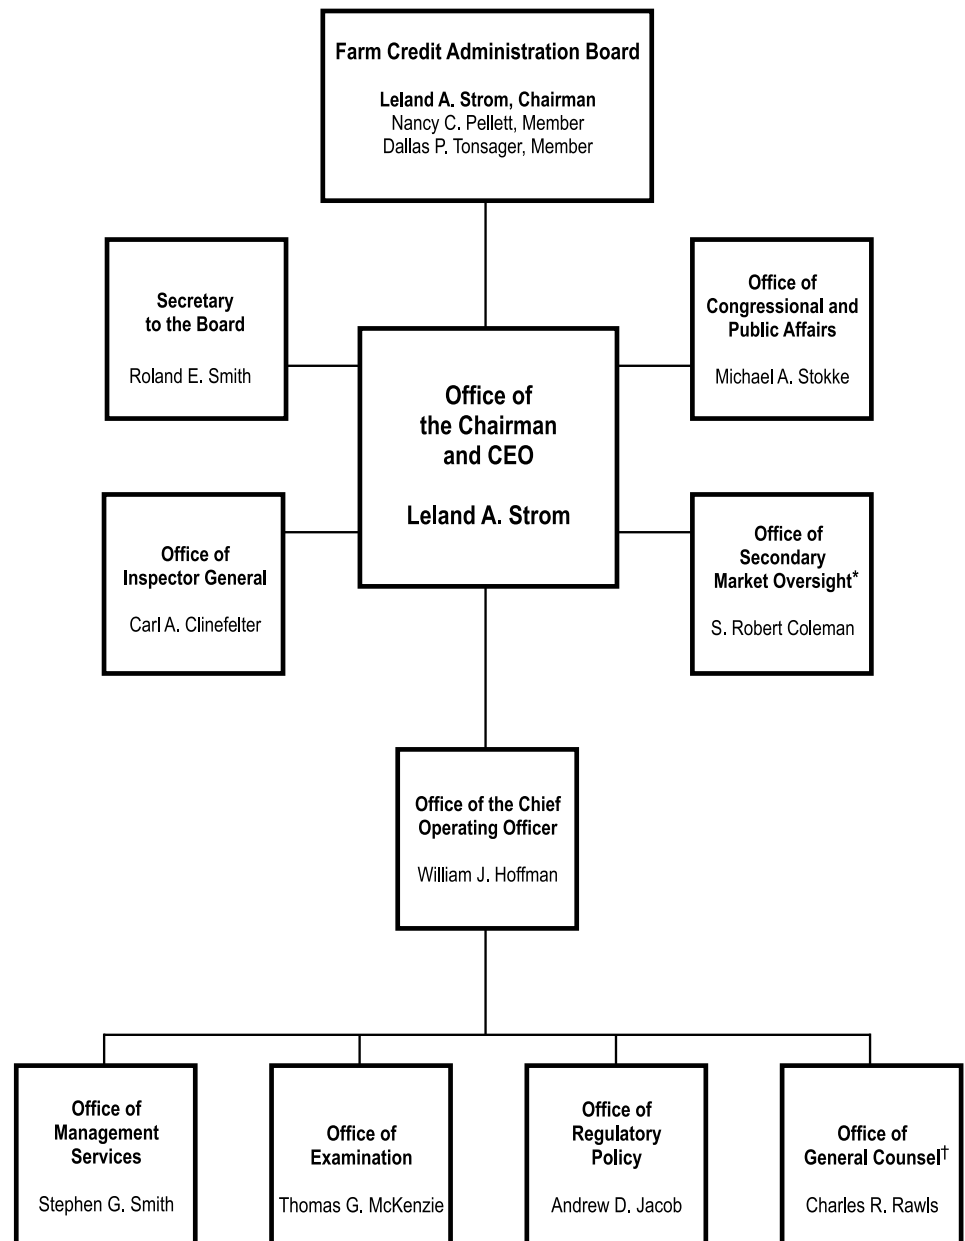 Farm Credit Administration Board
Leland A. Strom, Chairman
Nancy C. Pellett, Member
Dallas P. Tonsager, Member
Secretary
to the Board
Roland E. Smith
Office of
Congressional and
Public Affairs
Michael A. Stokke
Office of
the Chairman
and CEO
Leland A. Strom
Office of
Inspector General
Carl A. Clinefelter
Office of
Secondary
Market Oversight*
S. Robert Coleman
Office of the Chief
Operating Officer
William J. Hoffman
Office of
Management
Services
Stephen G. Smith
Office of
Examination
Thomas G. McKenzie
Office of
Regulatory
Policy
Andrew D. Jacob
Office of
General Counsel†
Charles R. Rawls